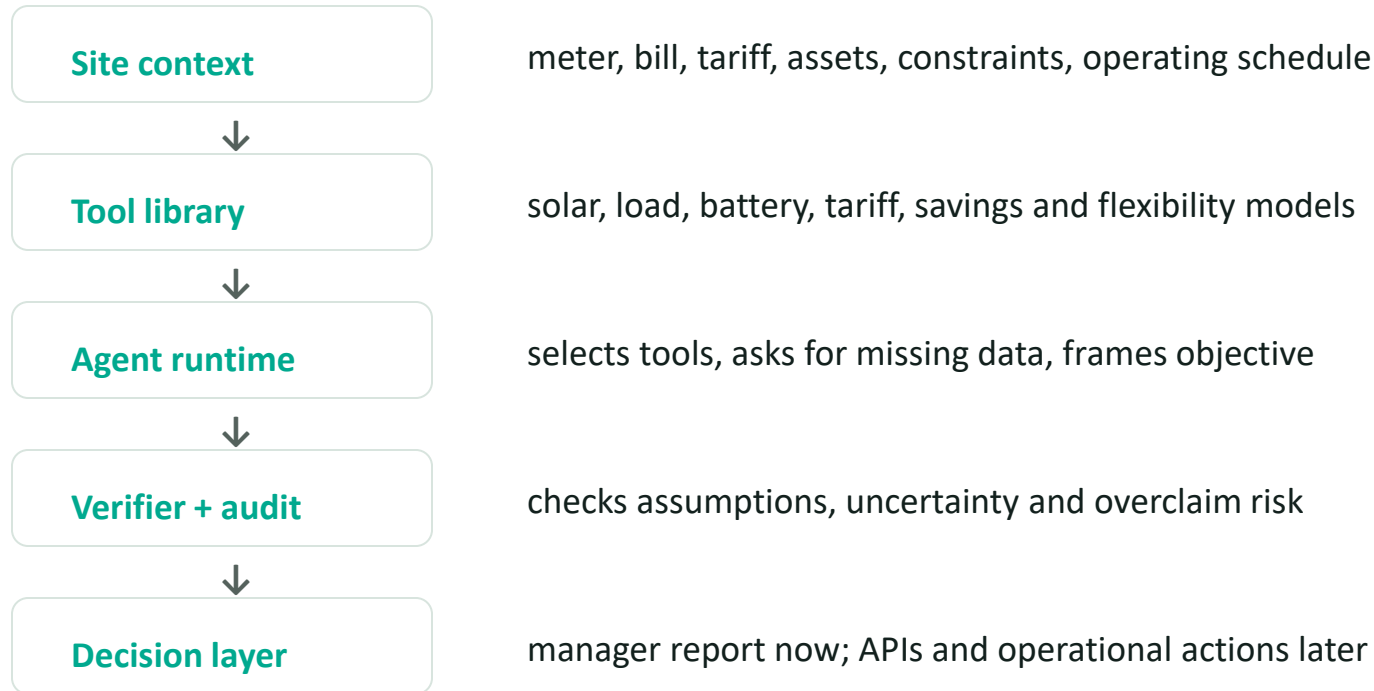 Site context
meter, bill, tariff, assets, constraints, operating schedule
↓
Tool library
solar, load, battery, tariff, savings and flexibility models
↓
Agent runtime
selects tools, asks for missing data, frames objective
↓
Verifier + audit
checks assumptions, uncertainty and overclaim risk
↓
Decision layer
manager report now; APIs and operational actions later